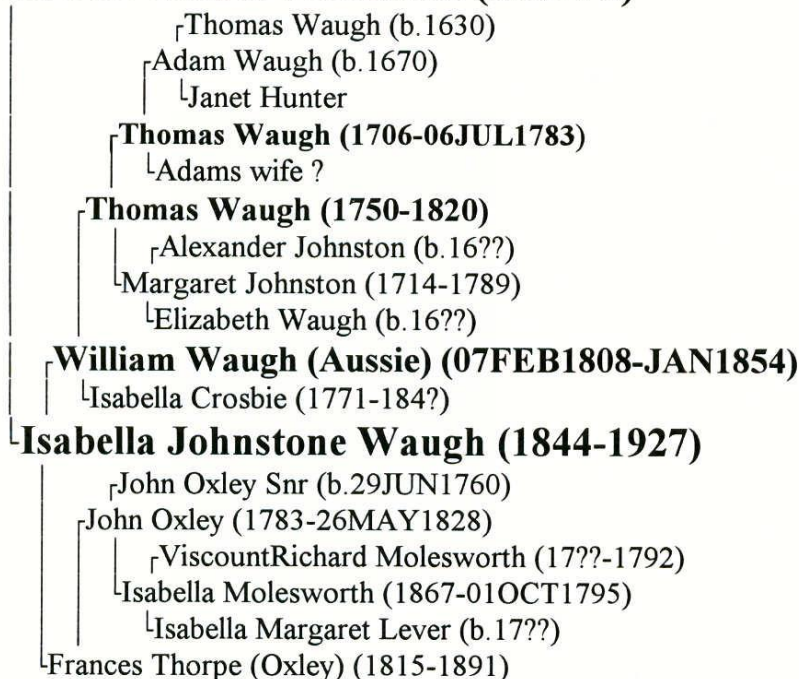 Thomas Waugh (b.1630)
Adam Waugh (b.1670)
Janet Hunter
Thomas Waugh (1706-06JUL1783)
Adams wife ?
Thomas Waugh (1750-1820)
Alexander Johnston (b.16??)
Margaret Johnston (1714-1789)
Elizabeth Waugh (b.16??)
William Waugh (Aussie) (07FEB1808-JAN1854)
Isabella Crosbie (1771-184?)
Isabella Johnstone Waugh (1844-1927)
John Oxley Snr (b.29JUN1760)
John Oxley (1783-26MAY1828)
ViscountRichard Molesworth (17??-1792)
Isabella Molesworth (1867-01OCT1795)
Isabella Margaret Lever (b.17??)
Frances Thorpe (Oxley) (1815-1891)